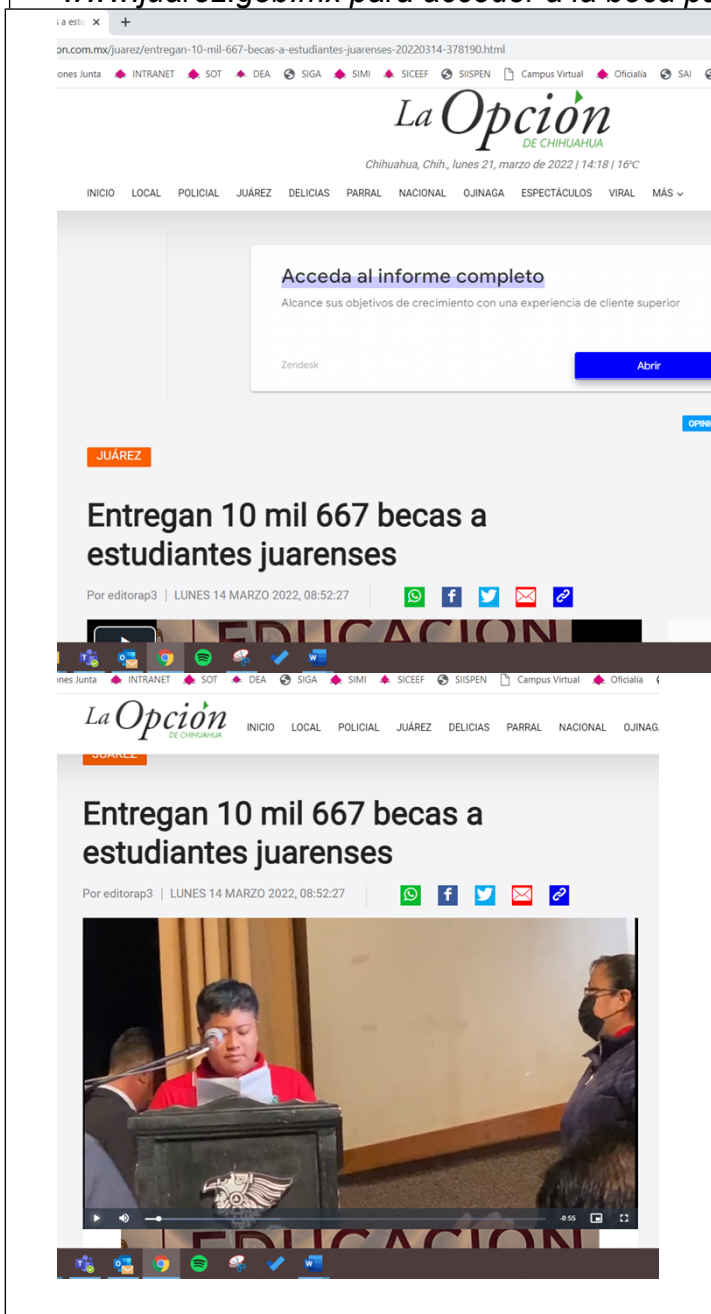 www.juarez.gob.mx para acceder a la beca
s a estu × +
on.com.mx/juarez/entregan-10-mil-667-becas-a-estudiantes-juarenses-20220314-378190.html
ones Junta INTRANET SOT DEA SIGA SIMI SICEEF SIISPEN Campus Virtual Oficialía SAI
La Opción
DE CHIHUAHUA
Chihuahua, Chih., lunes 21, marzo de 2022 | 14:18 | 16ºC
INICIO LOCAL POLICIAL JUÁREZ DELICIAS PARRAL NACIONAL OJINAGA ESPECTÁCULOS VIRAL MÁS
Acceda al informe completo
Alcance sus objetivos de crecimiento con una experiencia de cliente superior
Zendesk
Abrir
OPINI
JUÁREZ
Entregan 10 mil 667 becas a
estudiantes juarenses
Por editorap3 | LUNES 14 MARZO 2022, 08:52:27
EDUCACION
nes Junta INTRANET SOT DEA SIGA SIMI SICEEF SIISPEN Campus Virtual Oficialía
La Opción
DE CHIHUAHUA
INICIO LOCAL POLICIAL JUÁREZ DELICIAS PARRAL NACIONAL OJINAG
JUÁREZ
Entregan 10 mil 667 becas a
estudiantes juarenses
Por editorap3 | LUNES 14 MARZO 2022, 08:52:27
-0:55
EDUCACION